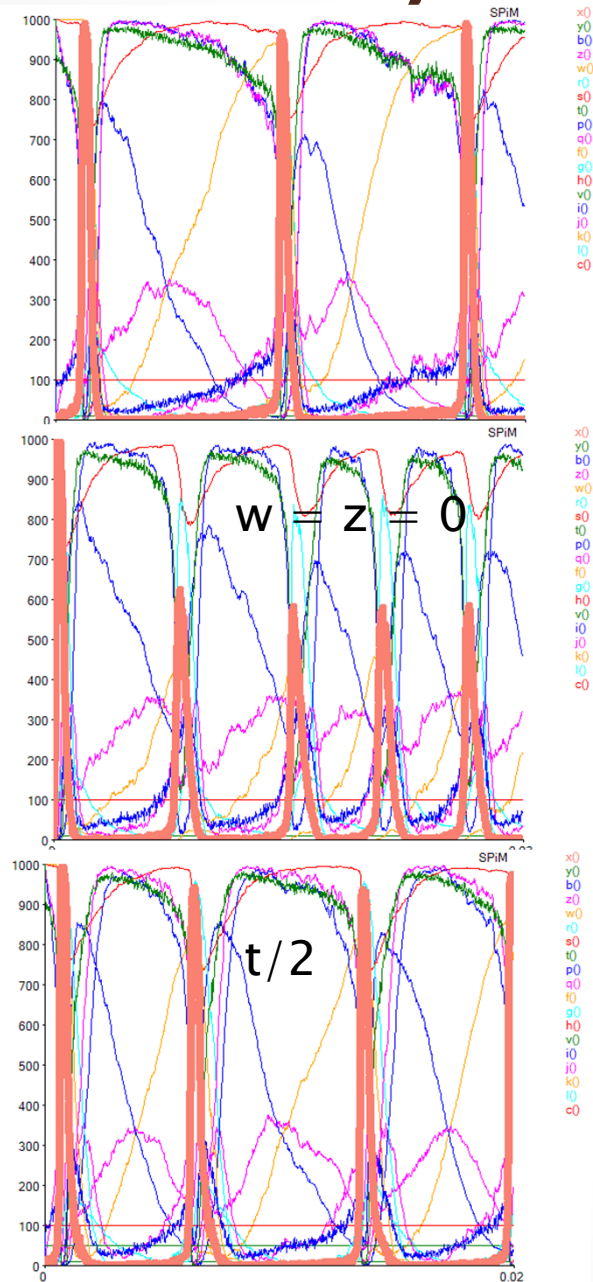 SPiM
1000
900
800
700
600
500
400
300
200
100
0
x()
y()
b()
z()
w()
r()
s()
t()
p()
q()
f()
g()
h()
v()
i()
j()
k()
l()
c()
SPiM
1000
900
800
700
600
500
400
300
200
100
0
w = z = 0
x()
y()
b()
z()
w()
r()
s()
t()
p()
q()
f()
g()
h()
v()
i()
j()
k()
l()
c()
SPiM
1000
900
800
700
600
500
400
300
200
100
0
t/2
0 0.02
x()
y()
b()
z()
w()
r()
s()
t()
p()
q()
f()
g()
h()
v()
i()
j()
k()
l()
c()